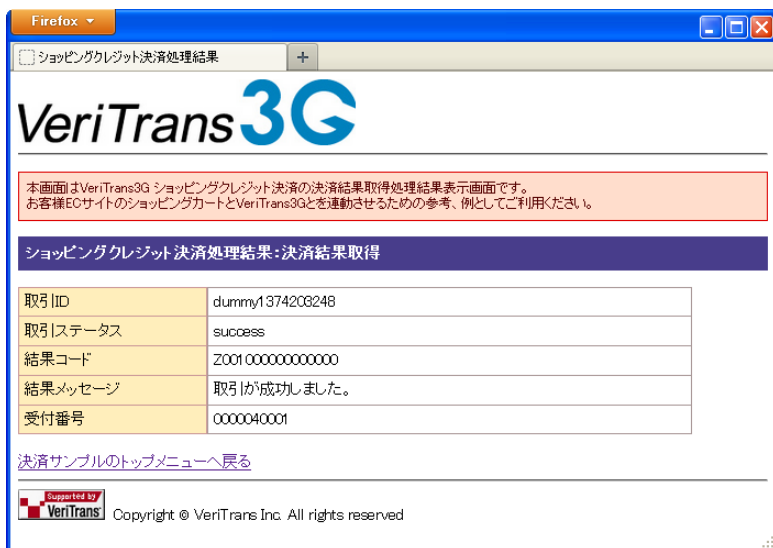 Firefox
ショッピングクレジット決済処理結果
VeriTrans3G
本画面はVeriTrans3G ショッピングクレジット決済の決済結果取得処理結果表示画面です。
お客様ECサイトのショッピングカートとVeriTrans3Gとを連動させるための参考、例としてご利用ください。
ショッピングクレジット決済処理結果:決済結果取得
取引ID dummy1374203248
取引ステータス success
結果コード Z001000000000000
結果メッセージ 取引が成功しました。
受付番号 0000040001
決済サンプルのトップメニューへ戻る
Supported by
VeriTrans
Copyright © VeriTrans Inc. All rights reserved